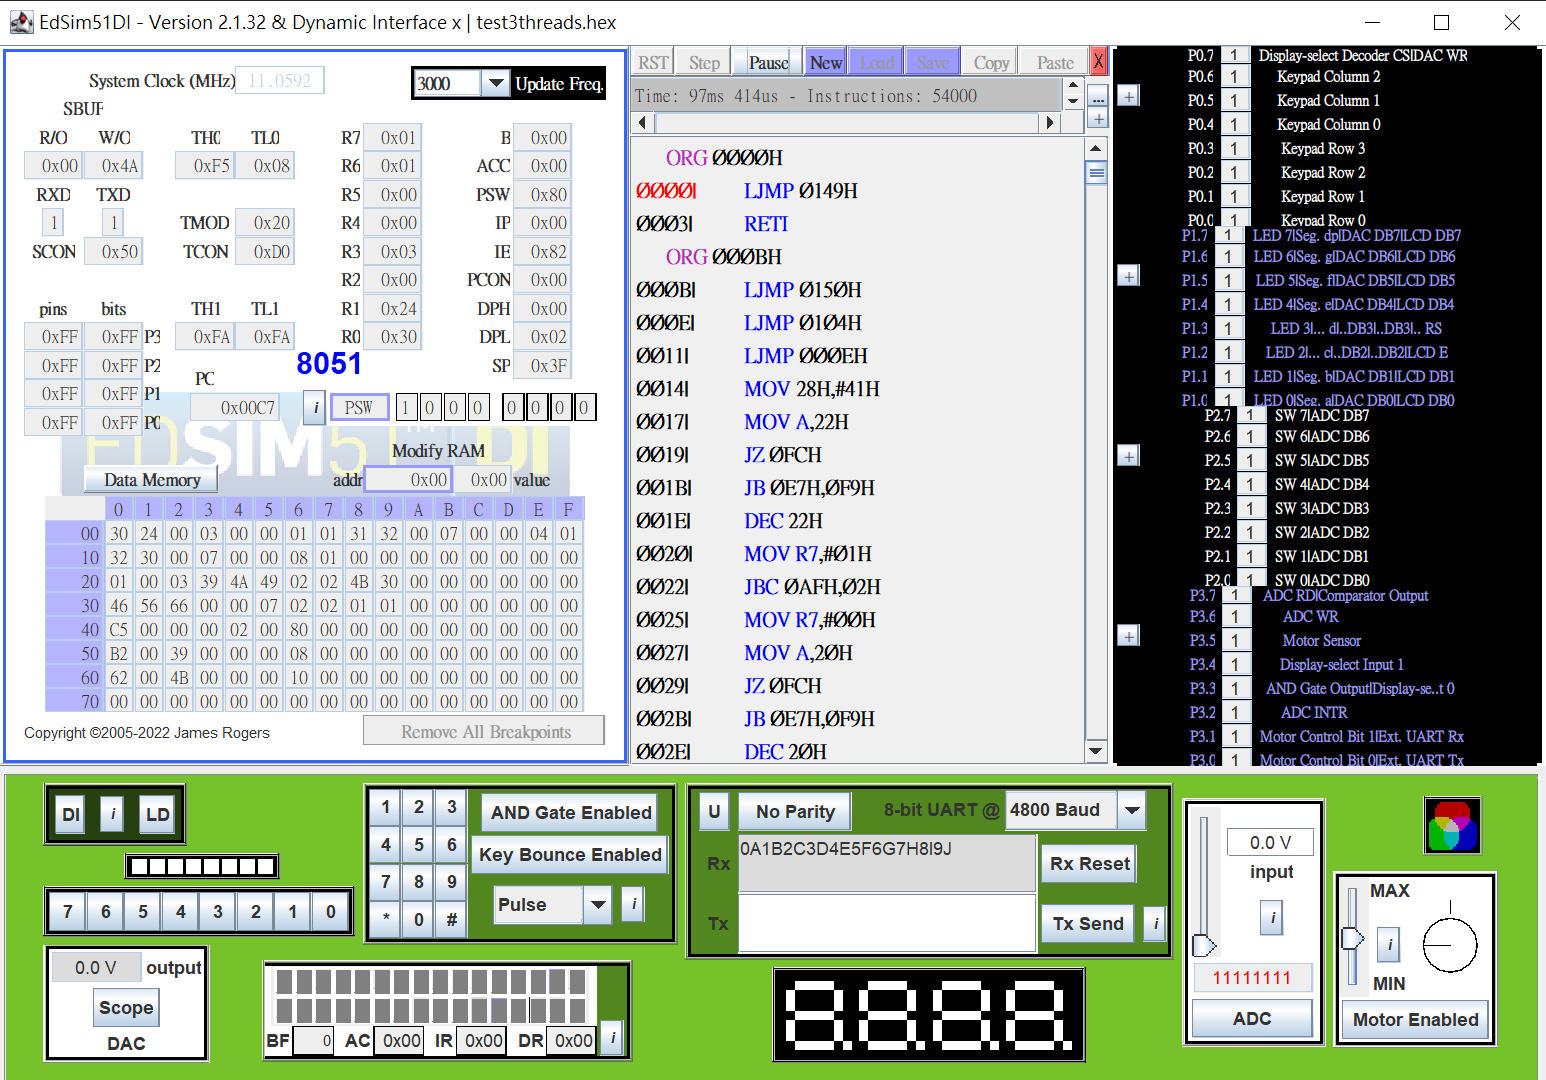 EdSim51DI - Version 2.1.32 & Dynamic Interface x | test3threads.hex
System Clock (MHz) 11.0592 3000 Update Freq.
SBUF
R/O W/O TH0 TL0 R7 0x01 B 0x00
0x00 0x4A 0xF5 0x08 R6 0x01 ACC 0x00
RXD TXD R5 0x00 PSW 0x80
1 1 TMOD 0x20 R4 0x00 IP 0x00
SCON 0x50 TCON 0xD0 R3 0x03 IE 0x82
R2 0x00 PCON 0x00
pins bits TH1 TL1 R1 0x24 DPH 0x00
0xFF 0xFF P3 0xFA 0xFA R0 0x30 DPL 0x02
0xFF 0xFF P2 8051 SP 0x3F
0xFF 0xFF P1 PC
0xFF 0xFF P0 0x00C7 i PSW 1 0 0 0 0 0 0 0
EDSIM51 DI
TM
Modify RAM
Data Memory addr 0x00 0x00 value
0 1 2 3 4 5 6 7 8 9 A B C D E F
00 30 24 00 03 00 00 01 01 31 32 00 07 00 00 04 01
10 32 30 00 07 00 00 08 01 00 00 00 00 00 00 00 00
20 01 00 03 39 4A 49 02 02 4B 30 00 00 00 00 00 00
30 46 56 66 00 00 07 02 02 01 01 00 00 00 00 00 00
40 C5 00 00 00 02 00 80 00 00 00 00 00 00 00 00 00
50 B2 00 39 00 00 00 08 00 00 00 00 00 00 00 00 00
60 62 00 4B 00 00 00 10 00 00 00 00 00 00 00 00 00
70 00 00 00 00 00 00 00 00 00 00 00 00 00 00 00 00
Copyright ©2005-2022 James Rogers Remove All Breakpoints
RST Step Pause New Load Save Copy Paste X
Time: 97ms 414us - Instructions: 54000 ...
+
ORG 0000H
0000| LJMP 0149H
0003| RETI
ORG 000BH
000B| LJMP 0150H
000E| LJMP 0104H
0011| LJMP 000EH
0014| MOV 28H,#41H
0017| MOV A,22H
0019| JZ 0FCH
001B| JB 0E7H,0F9H
001E| DEC 22H
0020| MOV R7,#01H
0022| JBC 0AFH,02H
0025| MOV R7,#00H
0027| MOV A,20H
0029| JZ 0FCH
002B| JB 0E7H,0F9H
002E| DEC 20H
P0.7 1 Display-select Decoder CS|DAC WR
P0.6 1 Keypad Column 2
+
P0.5 1 Keypad Column 1
P0.4 1 Keypad Column 0
P0.3 1 Keypad Row 3
P0.2 1 Keypad Row 2
P0.1 1 Keypad Row 1
P0.0 1 Keypad Row 0
P1.7 1 LED 7|Seg. dp|DAC DB7|LCD DB7
P1.6 1 LED 6|Seg. g|DAC DB6|LCD DB6
+
P1.5 1 LED 5|Seg. f|DAC DB5|LCD DB5
P1.4 1 LED 4|Seg. e|DAC DB4|LCD DB4
P1.3 1 LED 3|... d|..DB3|..DB3|.. RS
P1.2 1 LED 2|... c|..DB2|..DB2|LCD E
P1.1 1 LED 1|Seg. b|DAC DB1|LCD DB1
P1.0 1 LED 0|Seg. a|DAC DB0|LCD DB0
P2.7 1 SW 7|ADC DB7
P2.6 1 SW 6|ADC DB6
+
P2.5 1 SW 5|ADC DB5
P2.4 1 SW 4|ADC DB4
P2.3 1 SW 3|ADC DB3
P2.2 1 SW 2|ADC DB2
P2.1 1 SW 1|ADC DB1
P2.0 1 SW 0|ADC DB0
P3.7 1 ADC RD|Comparator Output
P3.6 1 ADC WR
+
P3.5 1 Motor Sensor
P3.4 1 Display-select Input 1
P3.3 1 AND Gate Output|Display-se..t 0
P3.2 1 ADC INTR
P3.1 1 Motor Control Bit 1|Ext. UART Rx
P3.0 1 Motor Control Bit 0|Ext. UART Tx
DI i LD
7 6 5 4 3 2 1 0
0.0 V output
Scope
DAC
1 2 3 AND Gate Enabled
4 5 6 Key Bounce Enabled
7 8 9 Pulse i
* 0 #
BF 0 AC 0x00 IR 0x00 DR 0x00 i
U No Parity 8-bit UART @ 4800 Baud
Rx 0A1B2C3D4E5F6G7H8I9J Rx Reset
Tx Tx Send i
8.8.8.8.
0.0 V
input
i
11111111
ADC
MAX
i
MIN
Motor Enabled